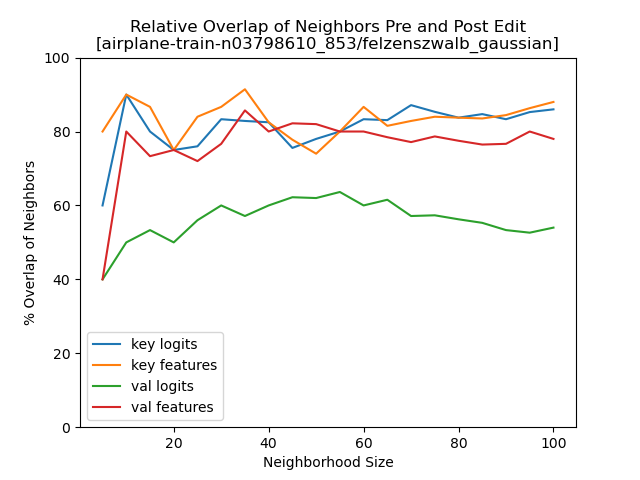 Relative Overlap of Neighbors Pre and Post Edit
[airplane-train-n03798610_853/felzenszwalb_gaussian]
100
80
60
40
20
0
% Overlap of Neighbors
key logits
key features
val logits
val features
20 40 60 80 100
Neighborhood Size